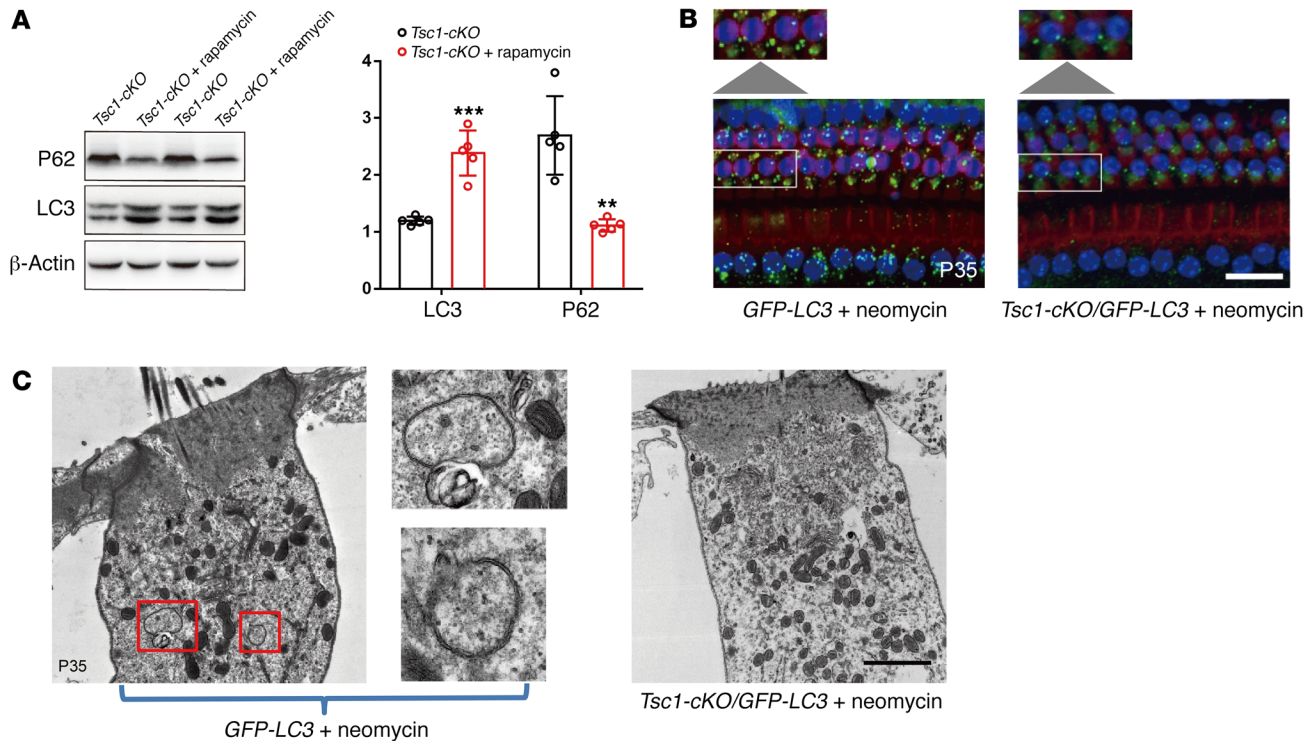 A
Tsc1-cKO
Tsc1-cKO + rapamycin
Tsc1-cKO
Tsc1-cKO + rapamycin
P62
LC3
β-Actin
Tsc1-cKO
Tsc1-cKO + rapamycin
4
3
2
1
0
***
**
LC3
P62
B
P35
GFP-LC3 + neomycin
Tsc1-cKO/GFP-LC3 + neomycin
C
P35
GFP-LC3 + neomycin
Tsc1-cKO/GFP-LC3 + neomycin